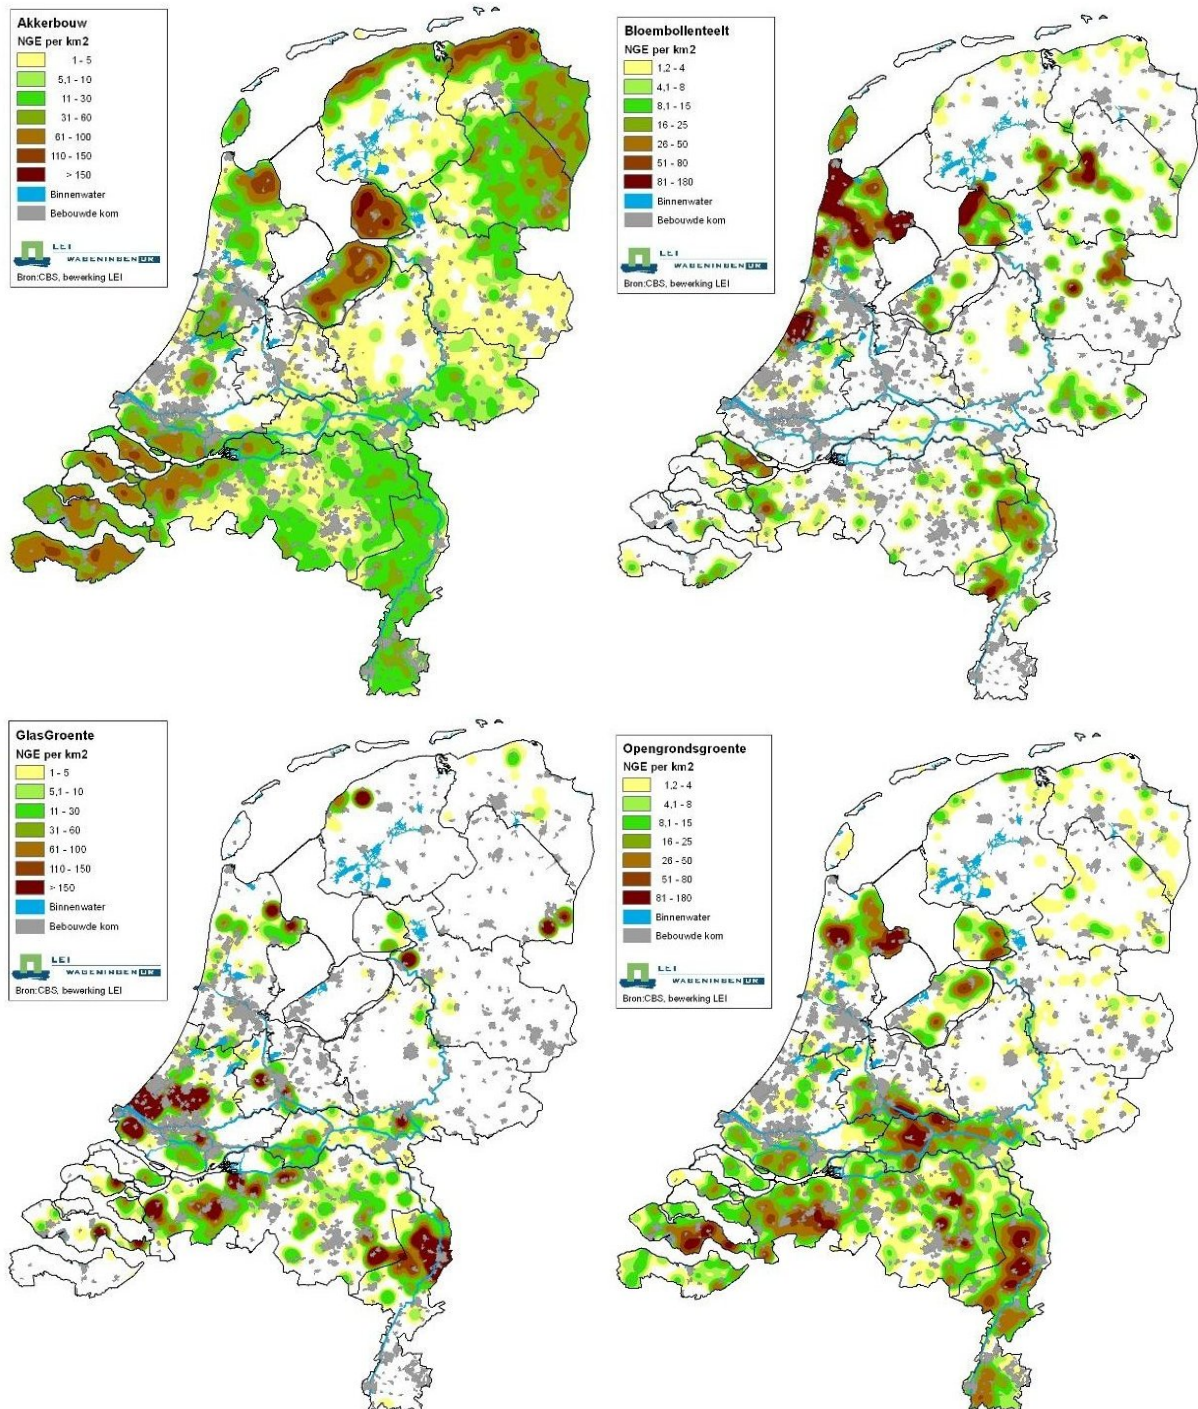 Akkerbouw
NGE per km2
1 - 5
5,1 - 10
11 - 30
31 - 60
61 - 100
110 - 150
> 150
Binnenwater
Bebouwde kom
LEI
WAGENINGEN UR
Bron:CBS, bewerking LEI
Bloembollenteelt
NGE per km2
1,2 - 4
4,1 - 8
8,1 - 15
16 - 25
26 - 50
51 - 80
81 - 180
Binnenwater
Bebouwde kom
LEI
WAGENINGEN UR
Bron:CBS, bewerking LEI
GlasGroente
NGE per km2
1 - 5
5,1 - 10
11 - 30
31 - 60
61 - 100
110 - 150
> 150
Binnenwater
Bebouwde kom
LEI
WAGENINGEN UR
Bron:CBS, bewerking LEI
Opengrondsgroente
NGE per km2
1,2 - 4
4,1 - 8
8,1 - 15
16 - 25
26 - 50
51 - 80
81 - 180
Binnenwater
Bebouwde kom
LEI
WAGENINGEN UR
Bron:CBS, bewerking LEI